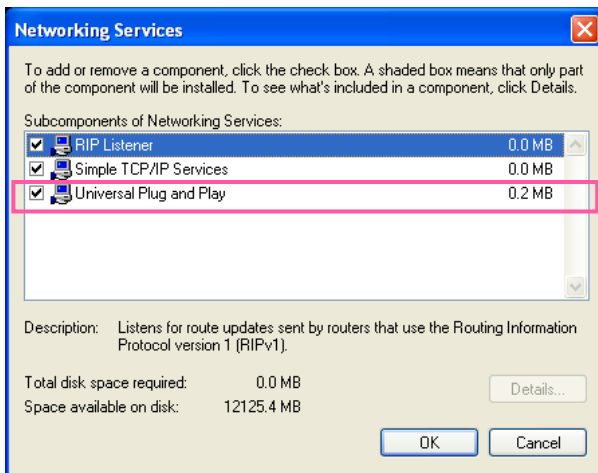 Networking Services
To add or remove a component, click the check box. A shaded box means that only part
of the component will be installed. To see what's included in a component, click Details.
Subcomponents of Networking Services:
RIP Listener 0.0 MB
Simple TCP/IP Services 0.0 MB
Universal Plug and Play 0.2 MB
Description: Listens for route updates sent by routers that use the Routing Information
Protocol version 1 (RIPv1).
Total disk space required: 0.0 MB
Details...
Space available on disk: 12125.4 MB
OK Cancel